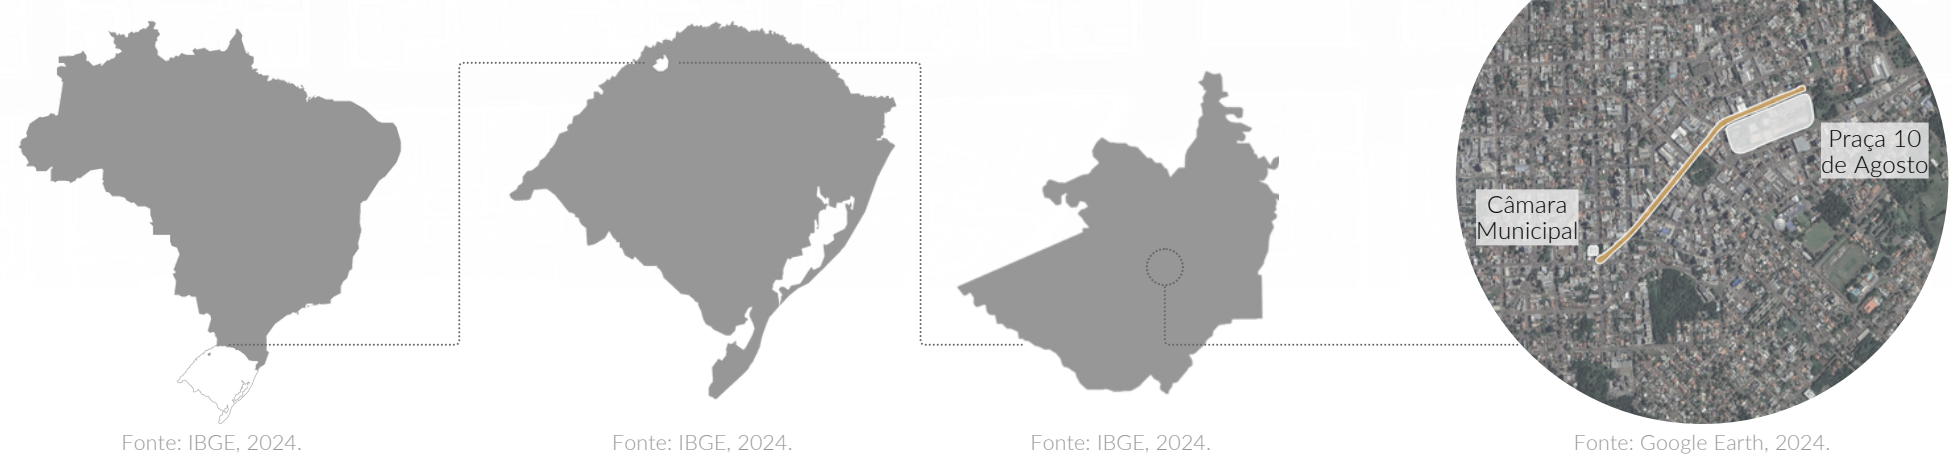 Praça 10
de Agosto
Câmara
Municipal
Fonte: IBGE, 2024.
Fonte: IBGE, 2024.
Fonte: IBGE, 2024.
Fonte: Google Earth, 2024.